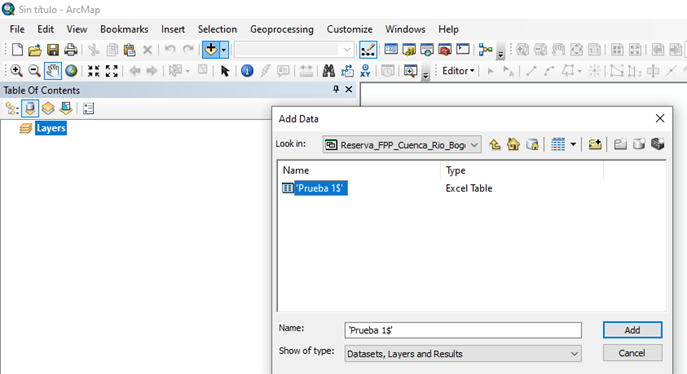 Sin título - ArcMap
File Edit View Bookmarks Insert Selection Geoprocessing Customize Windows Help
Editor
Table Of Contents
Layers
Add Data
Look in: Reserva_FPP_Cuenca_Rio_Bog
Name Type
'Prueba 1$' Excel Table
Name: 'Prueba 1$' Add
Show of type: Datasets, Layers and Results Cancel